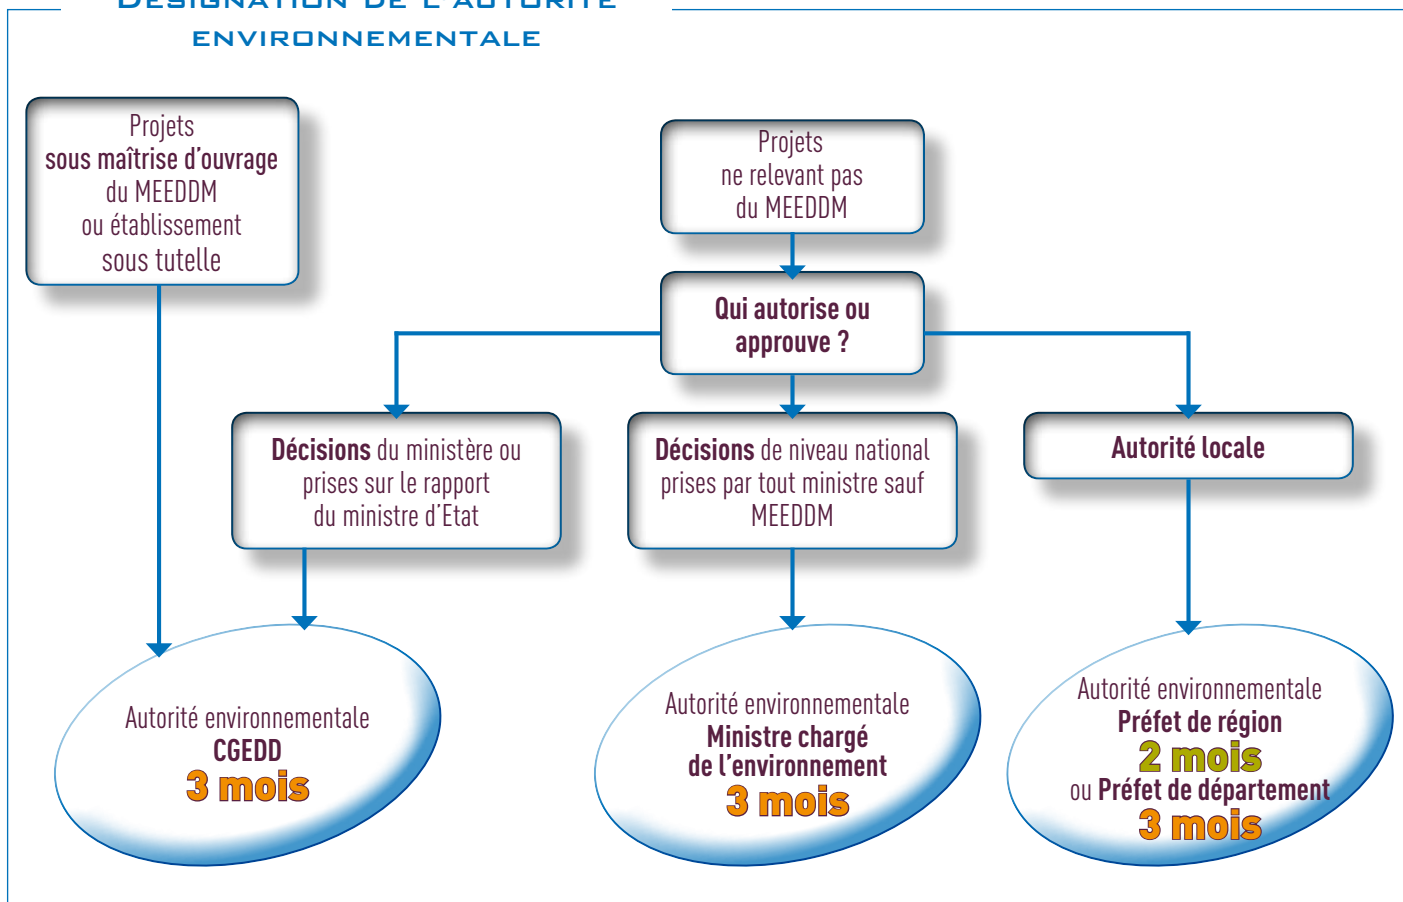 DÉSIGNATION DE L'AUTORITÉ
ENVIRONNEMENTALE
Projets
sous maîtrise d'ouvrage
du MEEDDM
ou établissement
sous tutelle
Projets
ne relevant pas
du MEEDDM
Qui autorise ou
approuve ?
Décisions du ministère ou
prises sur le rapport
du ministre d'Etat
Décisions de niveau national
prises par tout ministre sauf
MEEDDM
Autorité locale
Autorité environnementale
CGEDD
3 mois
Autorité environnementale
Ministre chargé
de l'environnement
3 mois
Autorité environnementale
Préfet de région
2 mois
ou Préfet de département
3 mois